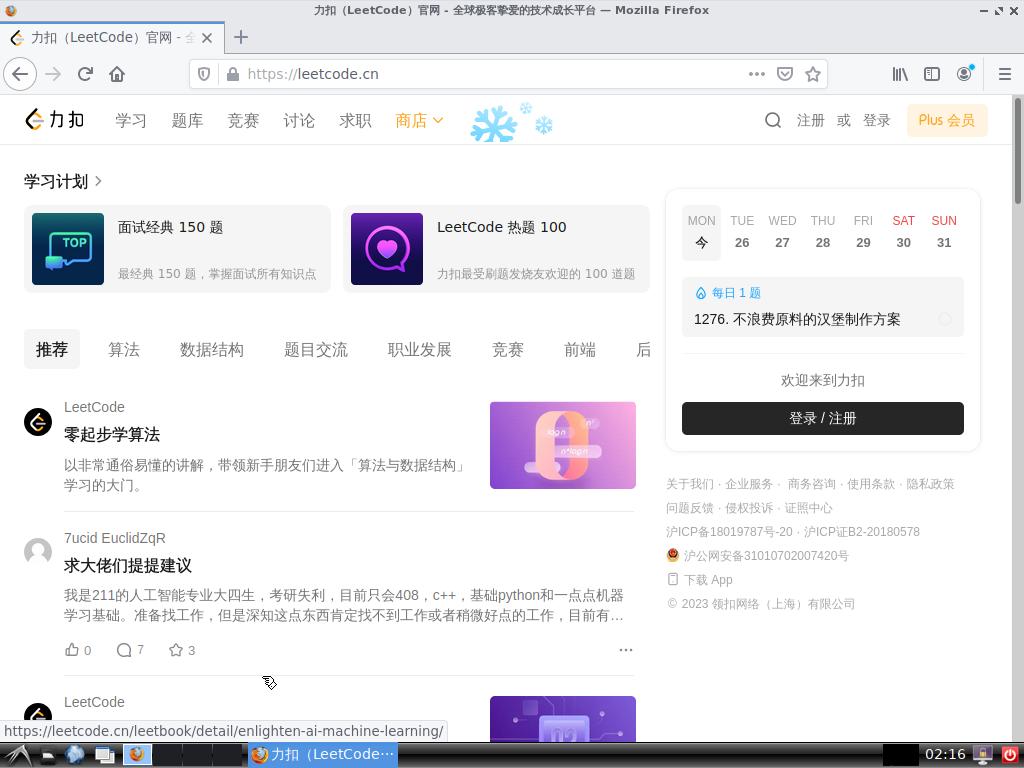 力扣（LeetCode）官网 - 全球极客挚爱的技术成长平台 — Mozilla Firefox
力扣（LeetCode）官网 - 全
https://leetcode.cn
力扣 学习 题库 竞赛 讨论 求职 商店 注册 或 登录 Plus 会员
学习计划
面试经典 150 题
最经典 150 题，掌握面试所有知识点
LeetCode 热题 100
力扣最受刷题发烧友欢迎的 100 道题
TOP
推荐 算法 数据结构 题目交流 职业发展 竞赛 前端 后
LeetCode
零起步学算法
以非常通俗易懂的讲解，带领新手朋友们进入「算法与数据结构」
学习的大门。
logn
n²
n*logn
7ucid EuclidZqR
求大佬们提提建议
我是211的人工智能专业大四生，考研失利，目前只会408，c++，基础python和一点点机器
学习基础。准备找工作，但是深知这点东西肯定找不到工作或者稍微好点的工作，目前有…
0 7 3
LeetCode
MON TUE WED THU FRI SAT SUN
今 26 27 28 29 30 31
每日 1 题
1276. 不浪费原料的汉堡制作方案
欢迎来到力扣
登录 / 注册
关于我们 · 企业服务 · 商务咨询 · 使用条款 · 隐私政策
问题反馈 · 侵权投诉 · 证照中心
沪ICP备18019787号-20 · 沪ICP证B2-20180578
沪公网安备31010702007420号
下载 App
© 2023 领扣网络（上海）有限公司
https://leetcode.cn/leetbook/detail/enlighten-ai-machine-learning/
力扣（LeetCode…
02:16